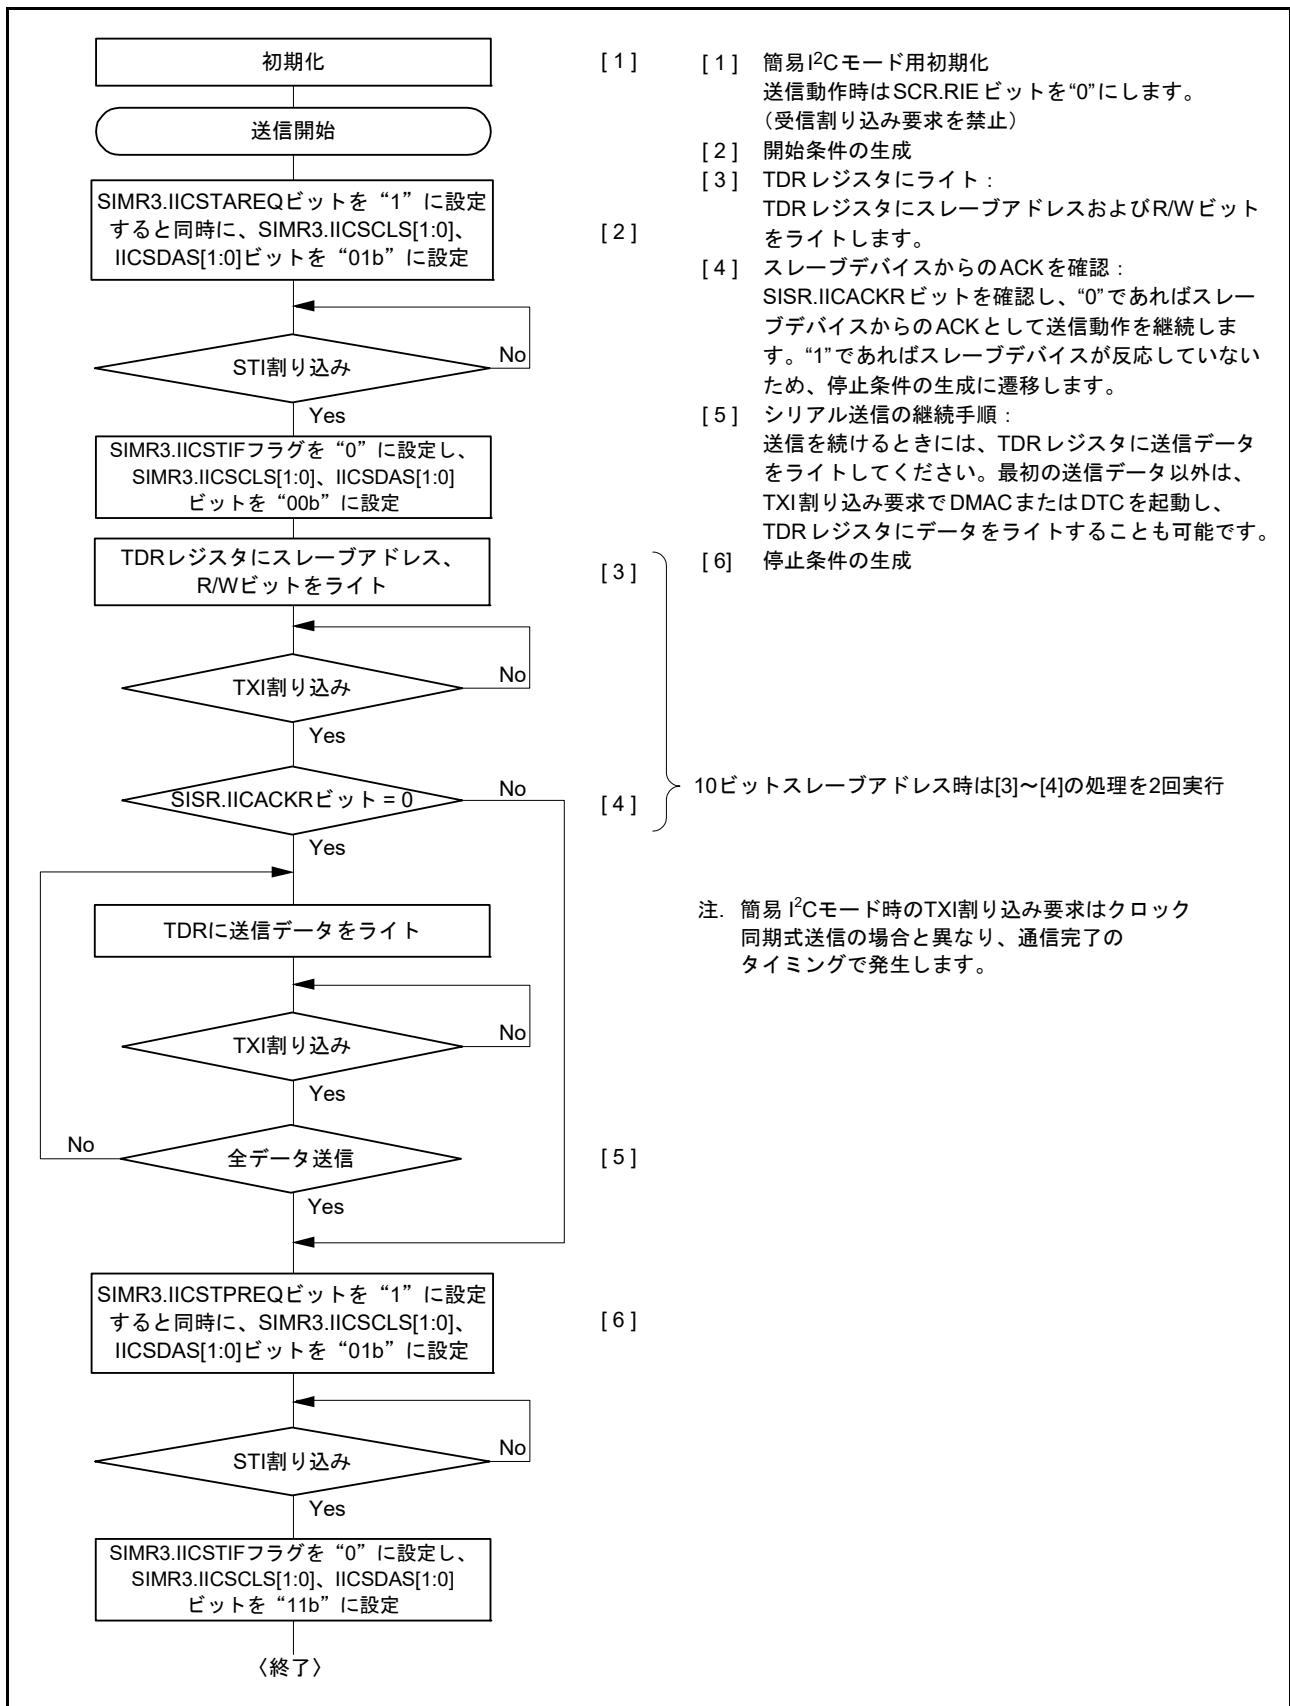 初期化
[ 1 ]
送信開始
SIMR3.IICSTAREQビットを“1”に設定
すると同時に、SIMR3.IICSCLS[1:0]、
IICSDAS[1:0]ビットを“01b”に設定
[ 2 ]
STI割り込み
No
Yes
SIMR3.IICSTIFフラグを“0”に設定し、
SIMR3.IICSCLS[1:0]、IICSDAS[1:0]
ビットを“00b”に設定
TDRレジスタにスレーブアドレス、
R/Wビットをライト
[ 3 ]
TXI割り込み
No
Yes
SISR.IICACKRビット = 0
No
[ 4 ]
Yes
10ビットスレーブアドレス時は[3]～[4]の処理を2回実行
TDRに送信データをライト
TXI割り込み
No
Yes
全データ送信
No
[ 5 ]
Yes
SIMR3.IICSTPREQビットを“1”に設定
すると同時に、SIMR3.IICSCLS[1:0]、
IICSDAS[1:0]ビットを“01b”に設定
[ 6 ]
STI割り込み
No
Yes
SIMR3.IICSTIFフラグを“0”に設定し、
SIMR3.IICSCLS[1:0]、IICSDAS[1:0]
ビットを“11b”に設定
〈終了〉
[ 1 ] 簡易I²Cモード用初期化
送信動作時はSCR.RIEビットを“0”にします。
（受信割り込み要求を禁止）
[ 2 ] 開始条件の生成
[ 3 ] TDRレジスタにライト：
TDRレジスタにスレーブアドレスおよびR/Wビット
をライトします。
[ 4 ] スレーブデバイスからのACKを確認：
SISR.IICACKRビットを確認し、“0”であればスレー
ブデバイスからのACKとして送信動作を継続しま
す。“1”であればスレーブデバイスが反応していない
ため、停止条件の生成に遷移します。
[ 5 ] シリアル送信の継続手順：
送信を続けるときには、TDRレジスタに送信データ
をライトしてください。最初の送信データ以外は、
TXI割り込み要求でDMACまたはDTCを起動し、
TDRレジスタにデータをライトすることも可能です。
[ 6] 停止条件の生成
注. 簡易 I²Cモード時のTXI割り込み要求はクロック
同期式送信の場合と異なり、通信完了の
タイミングで発生します。